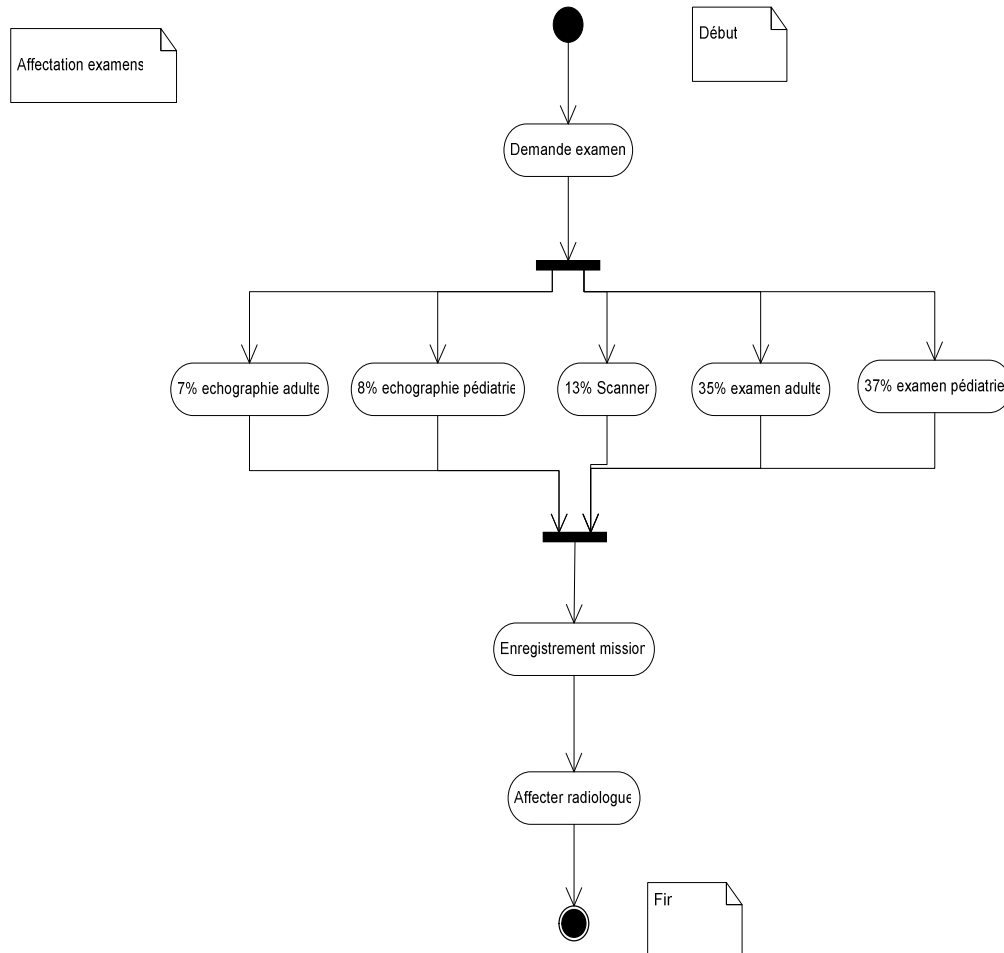 Début
Affectation examens
Demande examen
7% echographie adulte
8% echographie pédiatrie
13% Scanner
35% examen adulte
37% examen pédiatrie
Enregistrement mission
Affecter radiologue
Fir